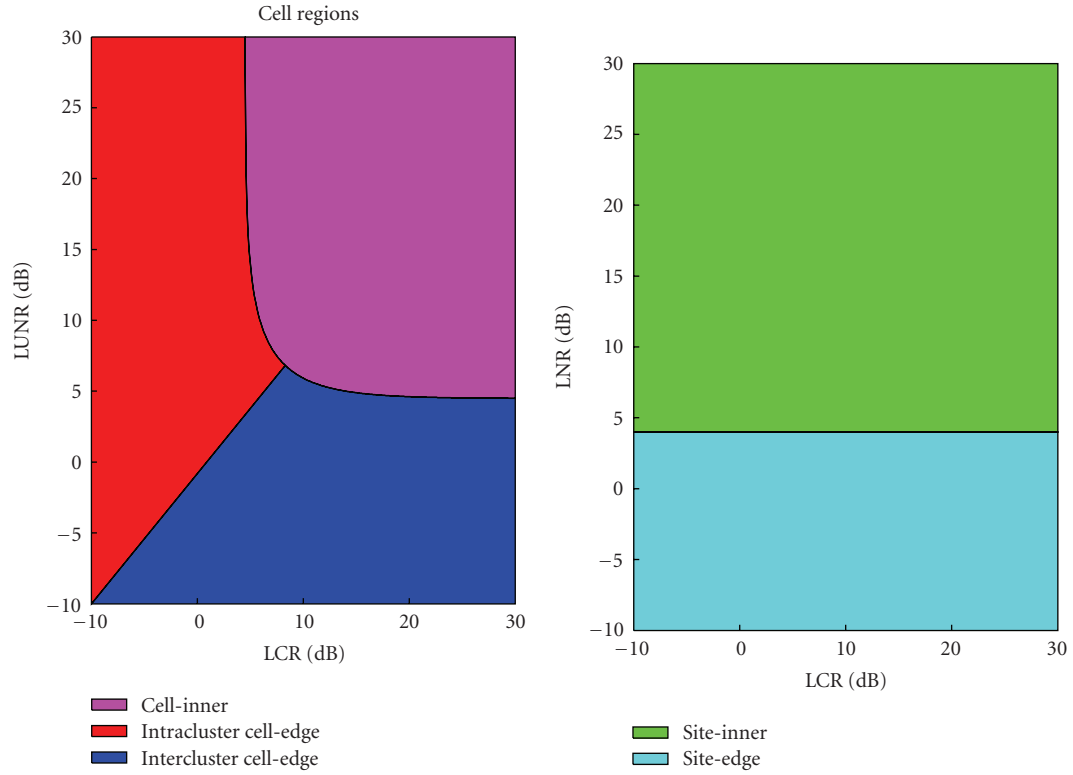 Cell regions
30
25
20
15
10
5
0
−5
−10
LUNR (dB)
−10
0
10
20
30
LCR (dB)
Cell-inner
Intracluster cell-edge
Intercluster cell-edge
30
25
20
15
10
5
0
−5
−10
LNR (dB)
−10
0
10
20
30
LCR (dB)
Site-inner
Site-edge